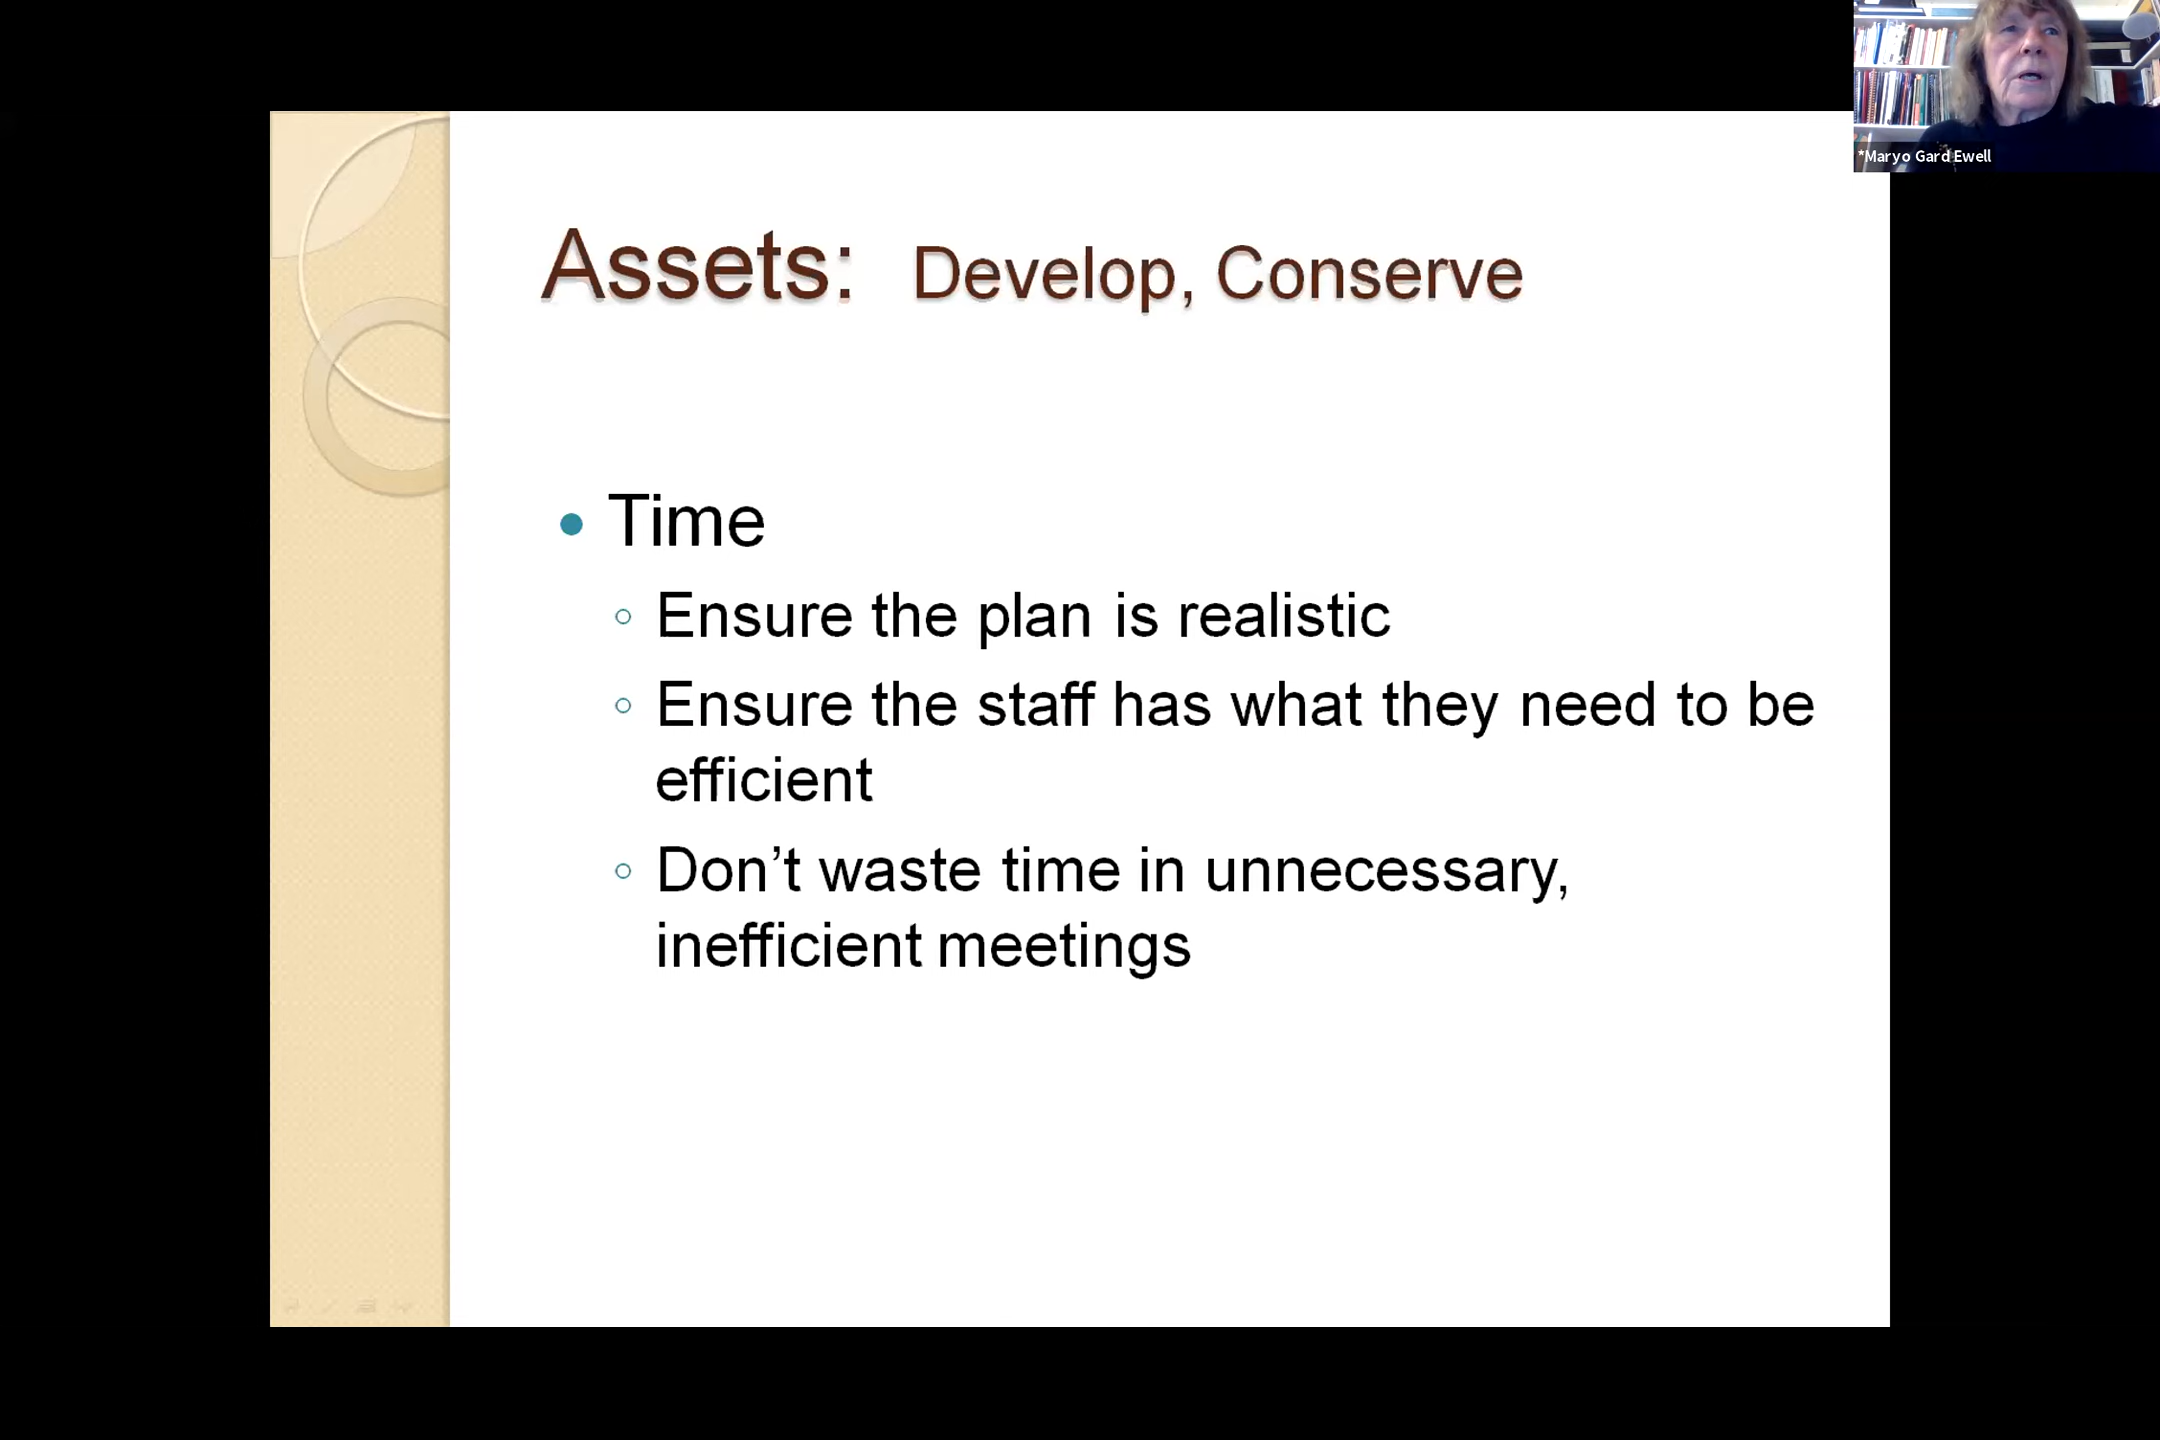 *Maryo Gard Ewell
Assets: Develop, Conserve
• Time
◦ Ensure the plan is realistic
◦ Ensure the staff has what they need to be
efficient
◦ Don’t waste time in unnecessary,
inefficient meetings